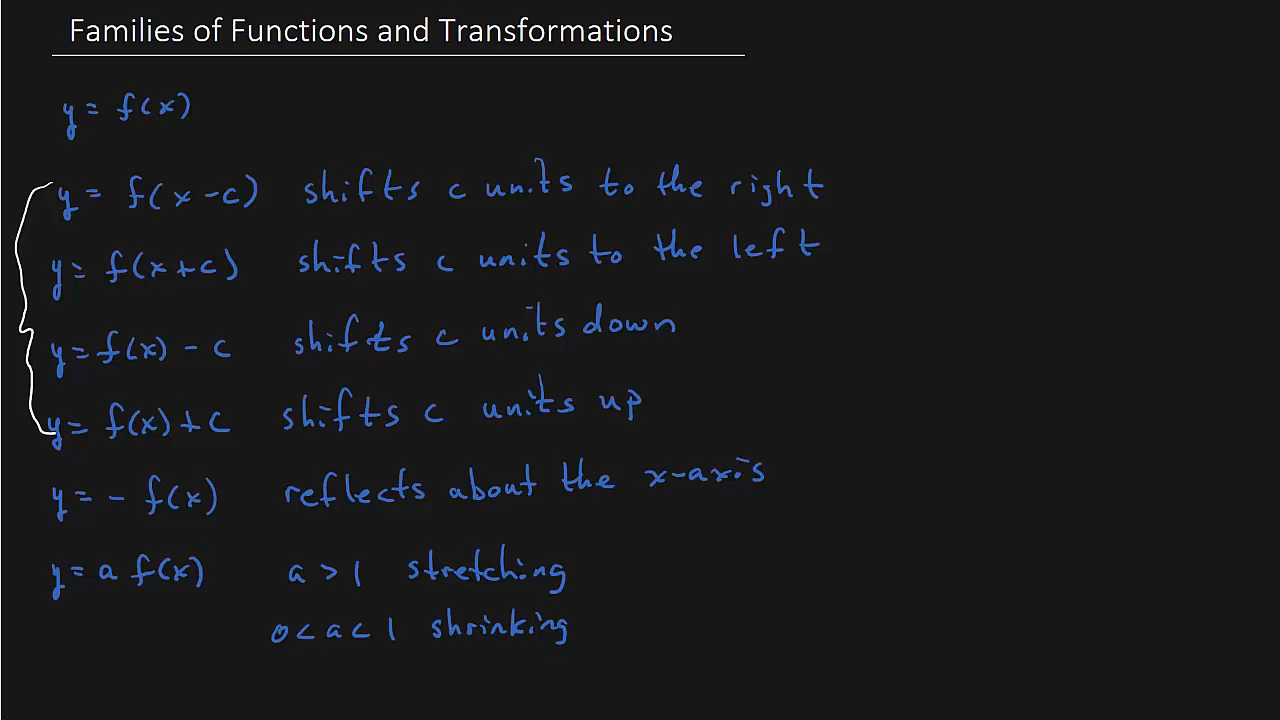 Families of Functions and Transformations
y = f(x)
y = f(x-c) shifts c units to the right
y = f(x+c) shifts c units to the left
y = f(x) - c shifts c units down
y = f(x) + c shifts c units up
y = - f(x) reflects about the x-axis
y = a f(x) a > 1 stretching
0 < a < 1 shrinking